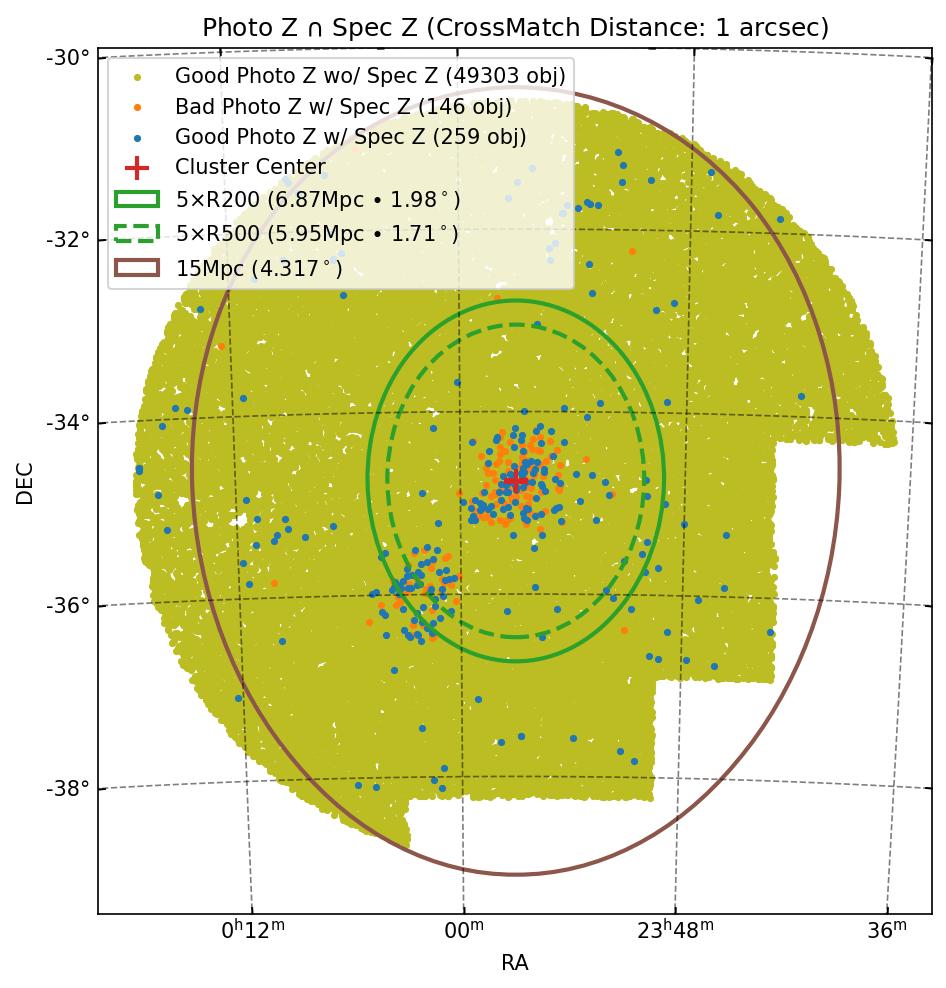 Photo Z ∩ Spec Z (CrossMatch Distance: 1 arcsec)
-30°
-32°
-34°
-36°
-38°
DEC
Good Photo Z wo/ Spec Z (49303 obj)
Bad Photo Z w/ Spec Z (146 obj)
Good Photo Z w/ Spec Z (259 obj)
Cluster Center
5×R200 (6.87Mpc • 1.98°)
5×R500 (5.95Mpc • 1.71°)
15Mpc (4.317°)
0ʰ12ᵐ 00ᵐ 23ʰ48ᵐ 36ᵐ
RA